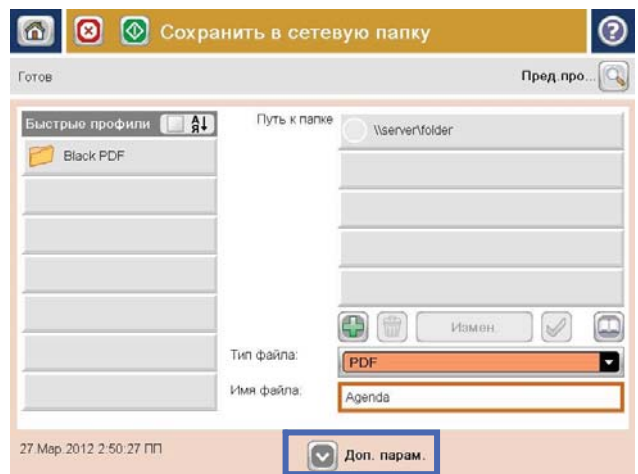 Сохранить в сетевую папку
Готов
Пред.про...
Быстрые профили
Путь к папке
\\server\folder
Black PDF
Измен.
Тип файла:
PDF
Имя файла:
Agenda
27.Мар.2012 2:50:27 ПП
Доп. парам.